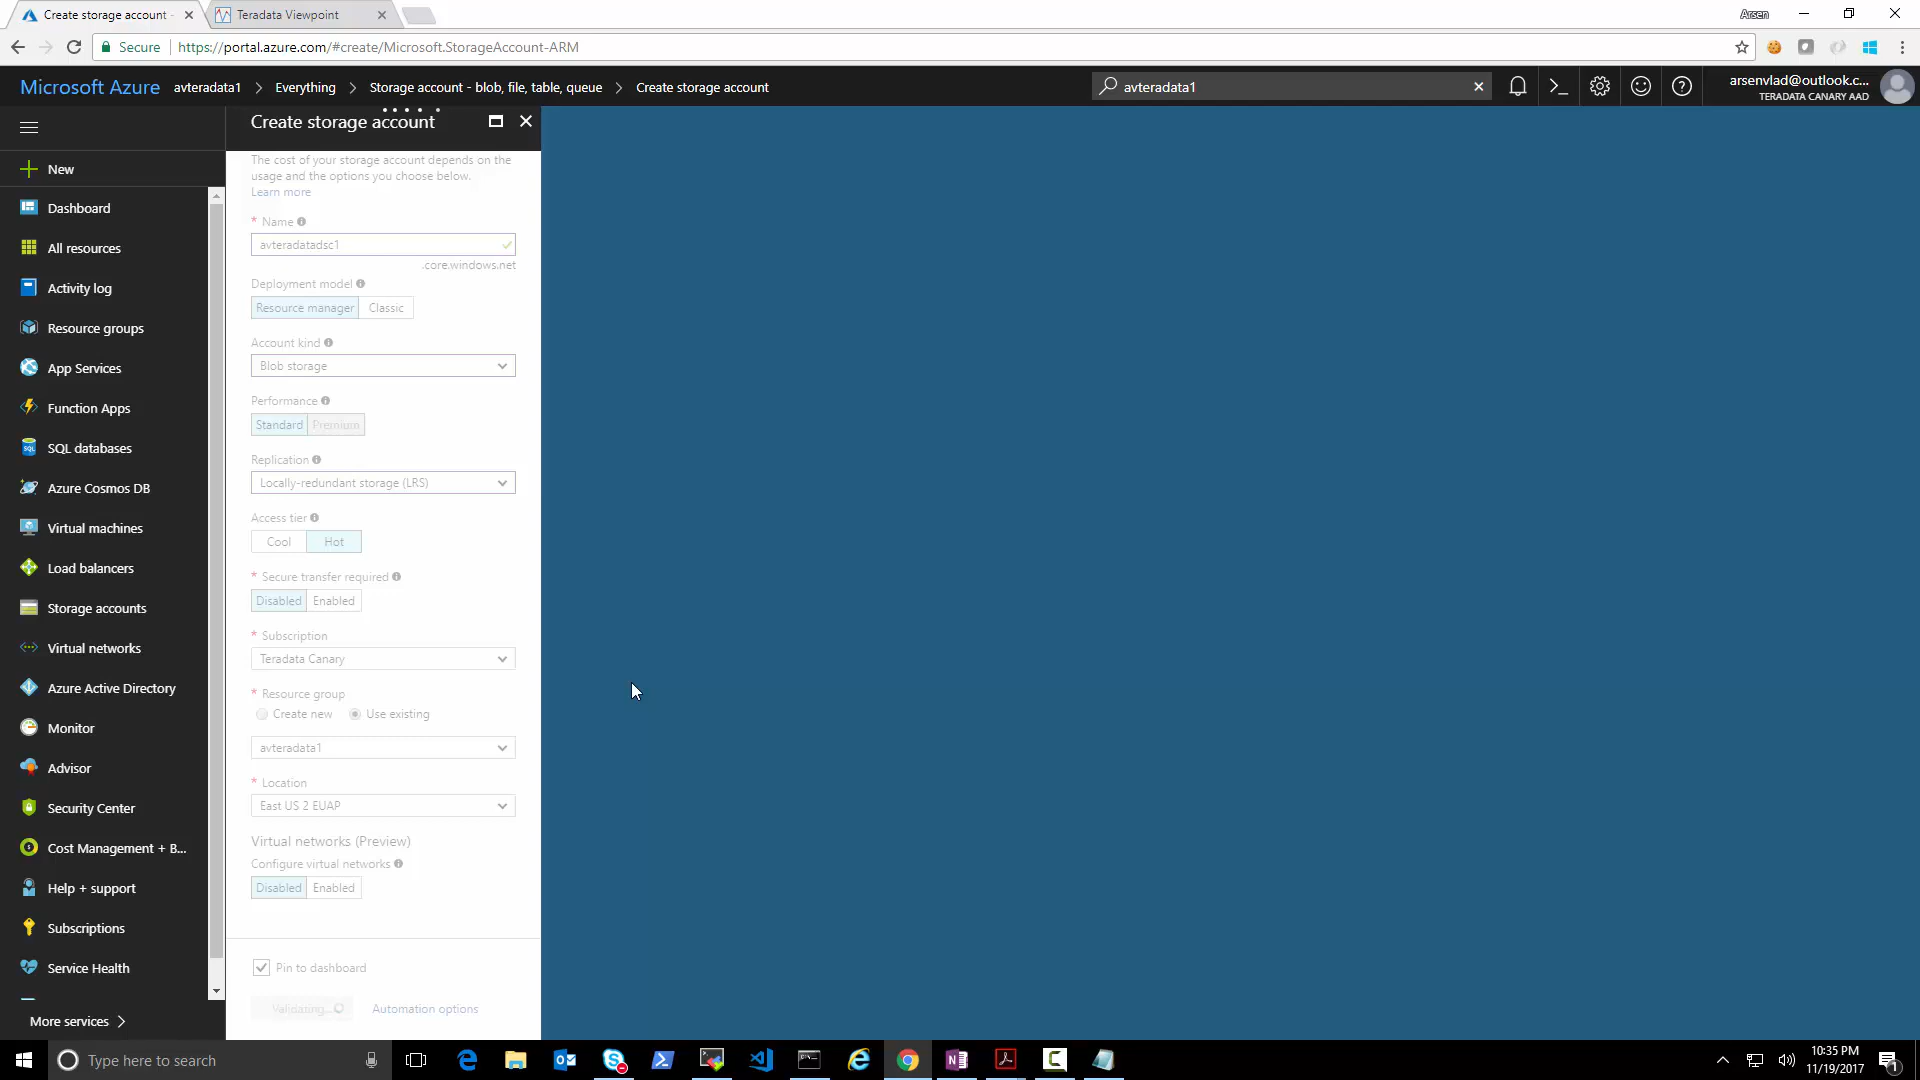 Create storage account -
Teradata Viewpoint
Arsen
Secure
https://portal.azure.com/#create/Microsoft.StorageAccount-ARM
Microsoft Azure
avteradata1
Everything
Storage account - blob, file, table, queue
Create storage account
avteradata1
arsenvlad@outlook.c...
TERADATA CANARY AAD
New
Dashboard
All resources
Activity log
Resource groups
App Services
Function Apps
SQL databases
Azure Cosmos DB
Virtual machines
Load balancers
Storage accounts
Virtual networks
Azure Active Directory
Monitor
Advisor
Security Center
Cost Management + B...
Help + support
Subscriptions
Service Health
More services
Create storage account
The cost of your storage account depends on the
usage and the options you choose below.
Learn more
* Name
avteradatadsc1
.core.windows.net
Deployment model
Resource manager Classic
Account kind
Blob storage
Performance
Standard Premium
Replication
Locally-redundant storage (LRS)
Access tier
Cool Hot
* Secure transfer required
Disabled Enabled
* Subscription
Teradata Canary
* Resource group
Create new Use existing
avteradata1
* Location
East US 2 EUAP
Virtual networks (Preview)
Configure virtual networks
Disabled Enabled
Pin to dashboard
Validating...
Automation options
Type here to search
10:35 PM
11/19/2017
1